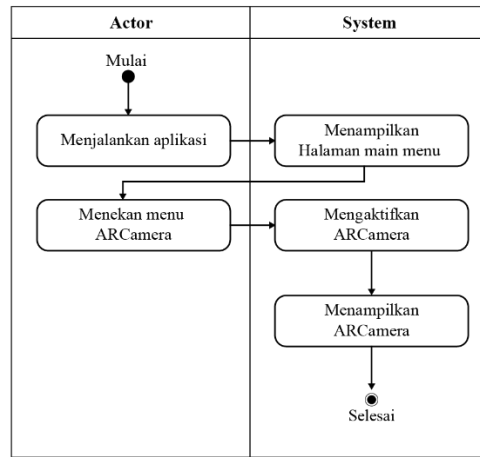 Actor
System
Mulai
Menjalankan aplikasi
Menampilkan
Halaman main menu
Menekan menu
ARCamera
Mengaktifkan
ARCamera
Menampilkan
ARCamera
Selesai